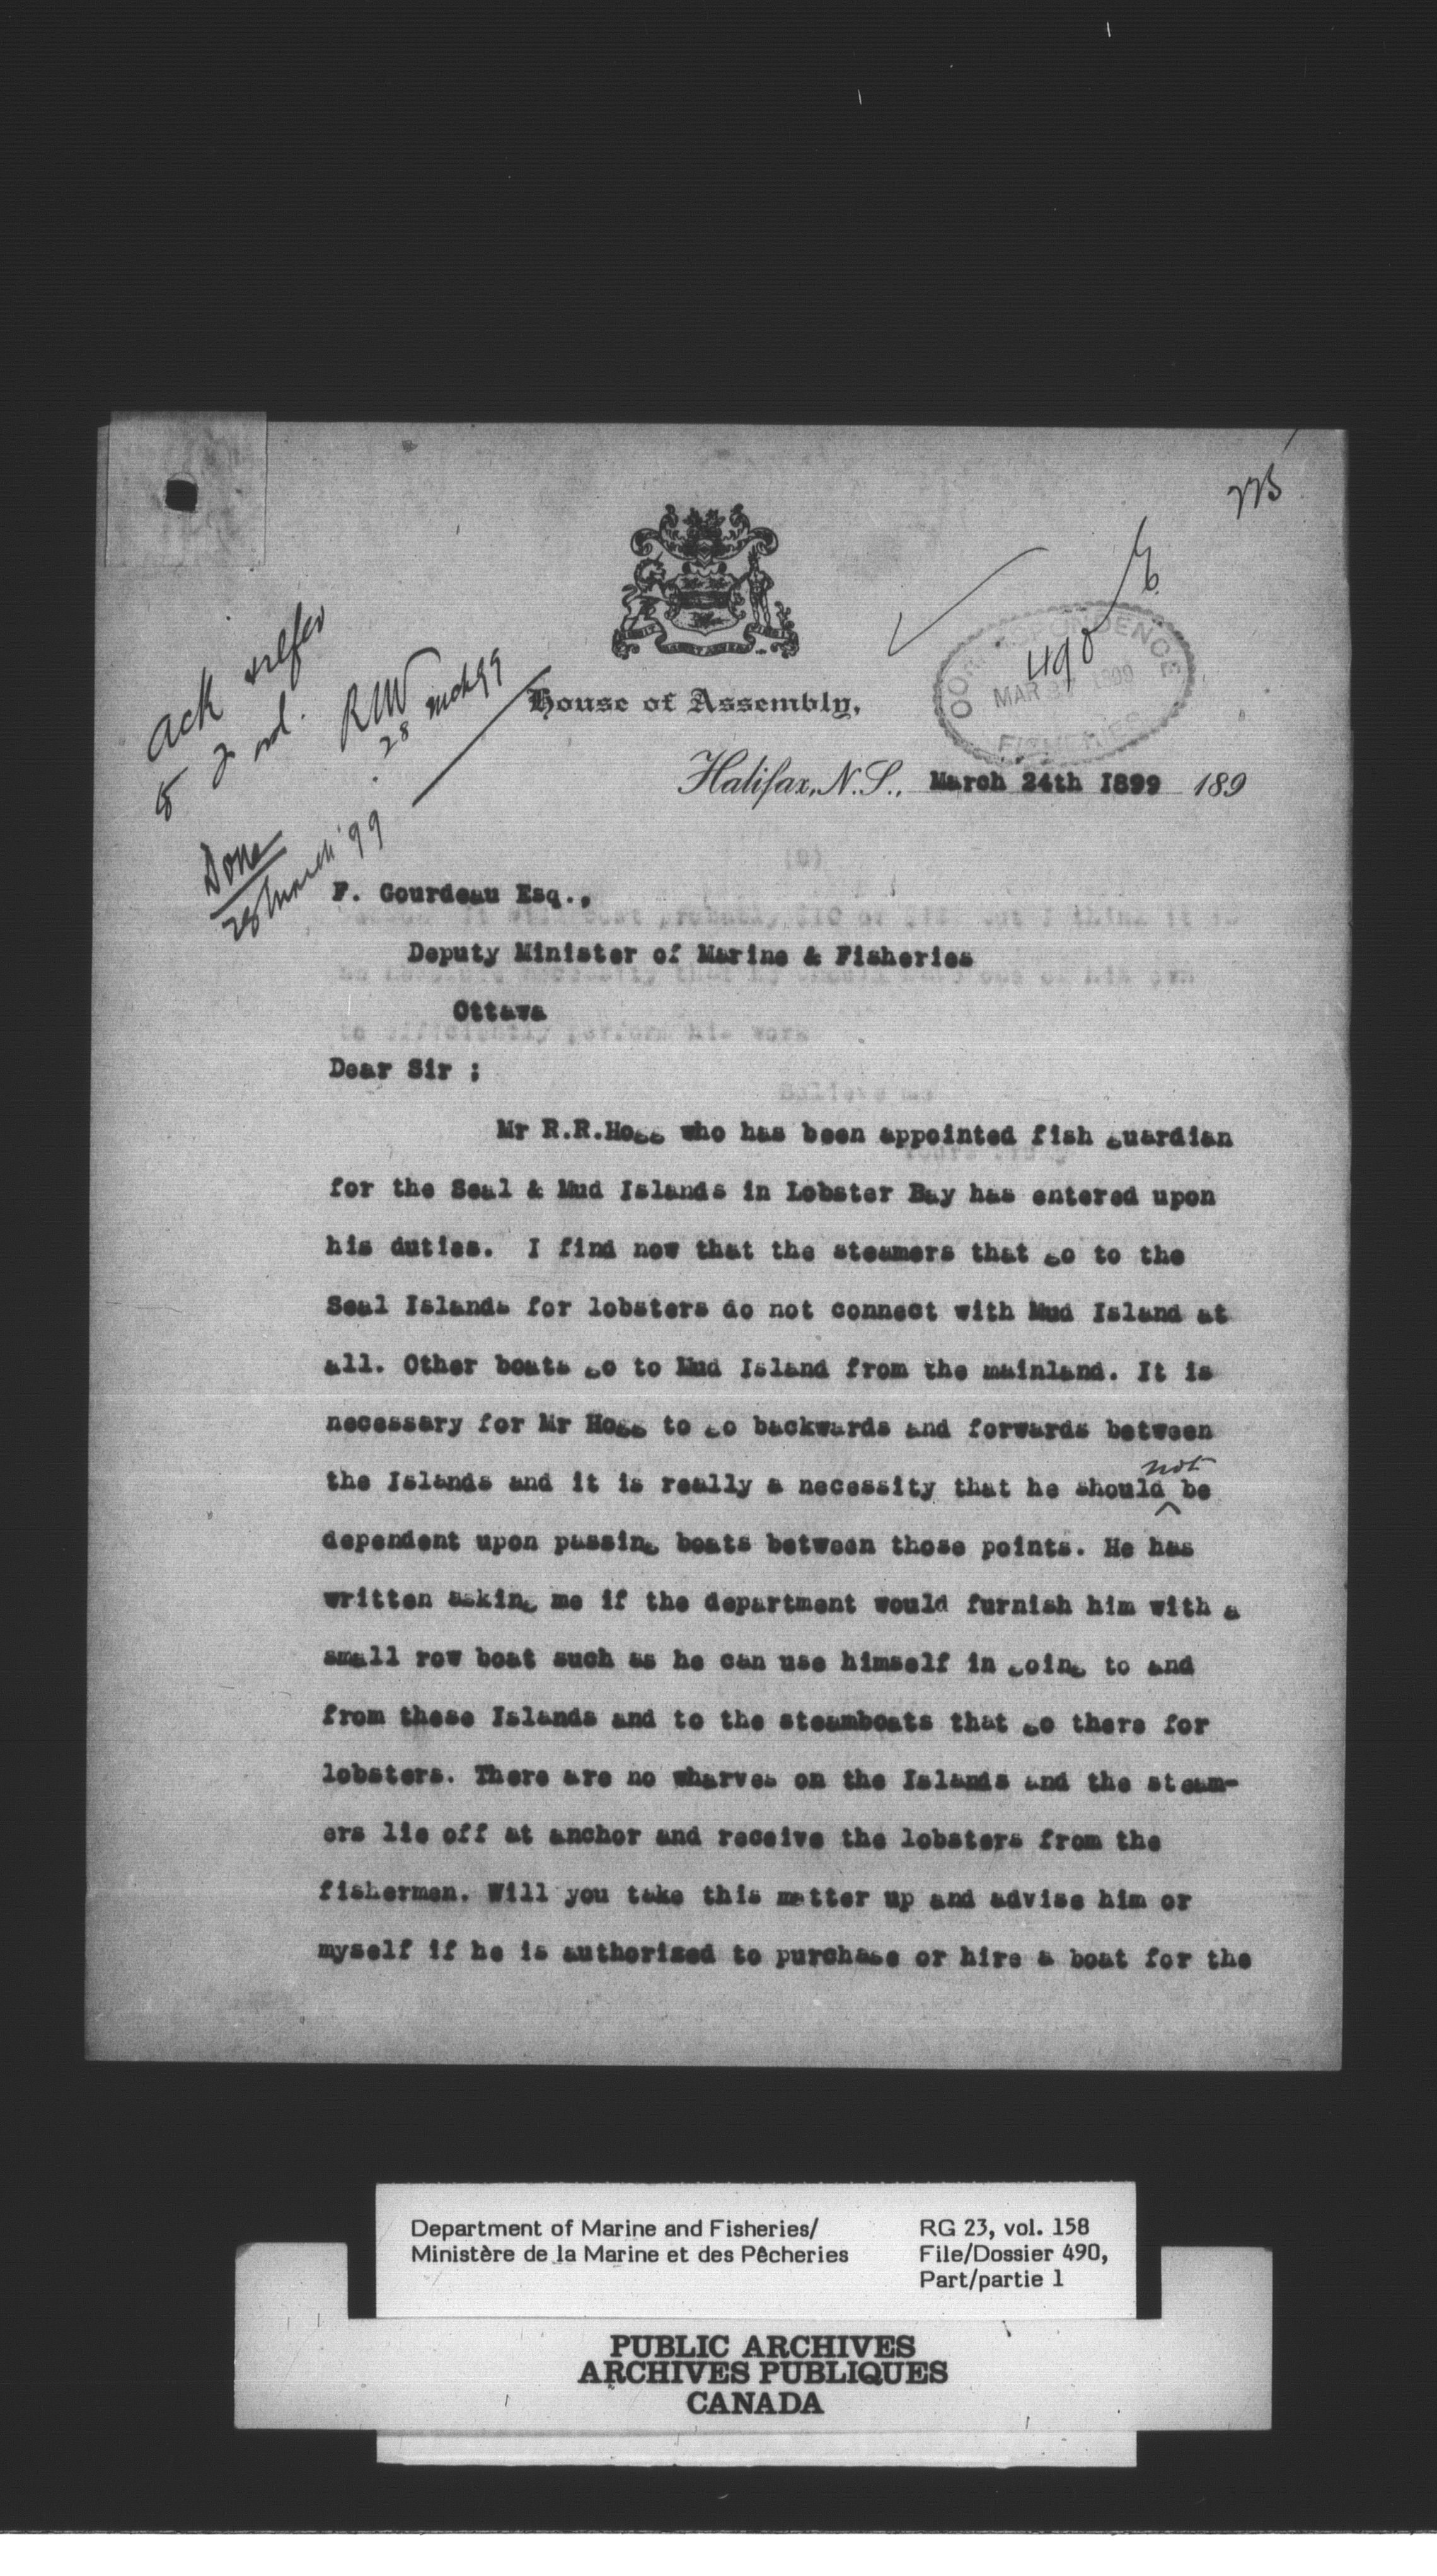 223
ack & refer
to 2 nd.
RMW
28 mch 99
Done
28 March '99
490
CORRESPONDENCE
MAR 1899
FISHERIES
House of Assembly,
Halifax, N. S., March 24th 1899 189
F. Gourdeau Esq.,
Deputy Minister of Marine & Fisheries
Ottawa
Dear Sir ;
Mr R.R.Hogg who has been appointed fish guardian
for the Seal & Mud Islands in Lobster Bay has entered upon
his duties. I find now that the steamers that go to the
Seal Islands for lobsters do not connect with Mud Island at
all. Other boats go to Mud Island from the mainland. It is
necessary for Mr Hogg to go backwards and forwards between
the Islands and it is really a necessity that he should not be
dependent upon passing boats between those points. He has
written asking me if the department would furnish him with a
small row boat such as he can use himself in going to and
from these Islands and to the steamboats that go there for
lobsters. There are no wharves on the Islands and the steam-
ers lie off at anchor and receive the lobsters from the
fishermen. Will you take this matter up and advise him or
myself if he is authorized to purchase or hire a boat for the
Department of Marine and Fisheries/
Ministère de la Marine et des Pêcheries
RG 23, vol. 158
File/Dossier 490,
Part/partie 1
PUBLIC ARCHIVES
ARCHIVES PUBLIQUES
CANADA